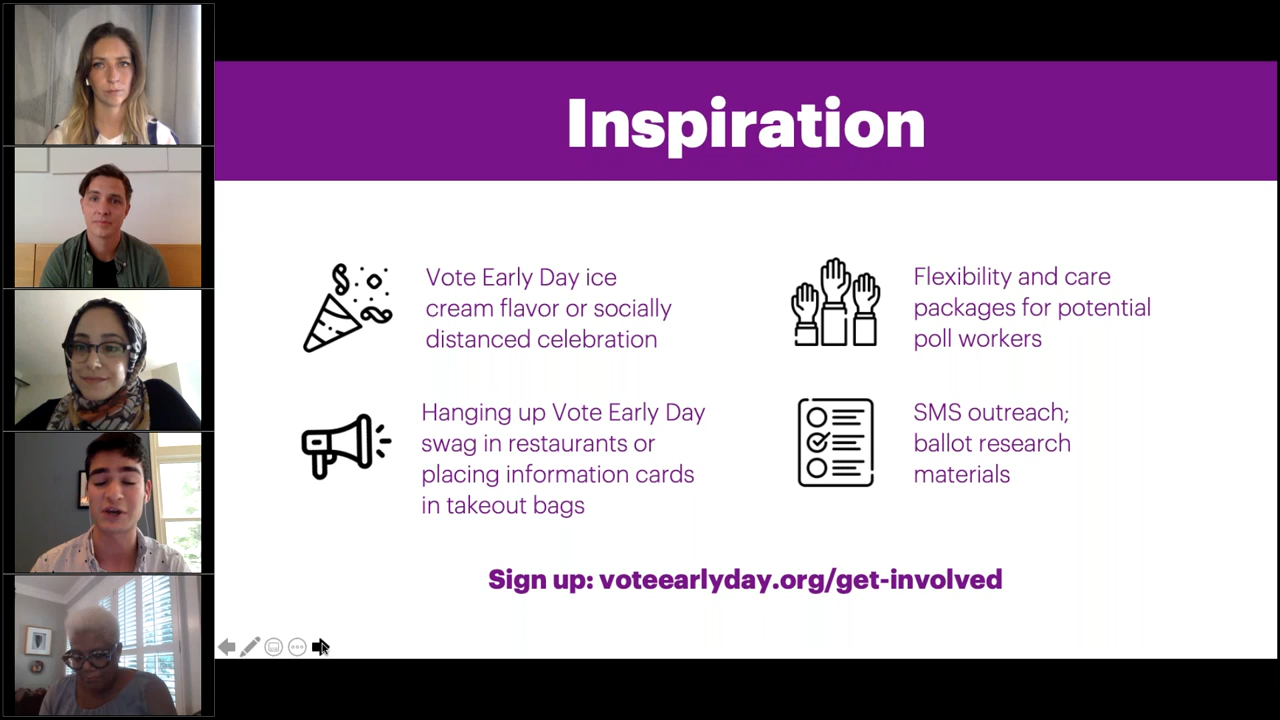 Inspiration
Vote Early Day ice
cream flavor or socially
distanced celebration
Flexibility and care
packages for potential
poll workers
Hanging up Vote Early Day
swag in restaurants or
placing information cards
in takeout bags
SMS outreach;
ballot research
materials
Sign up: voteearlyday.org/get-involved